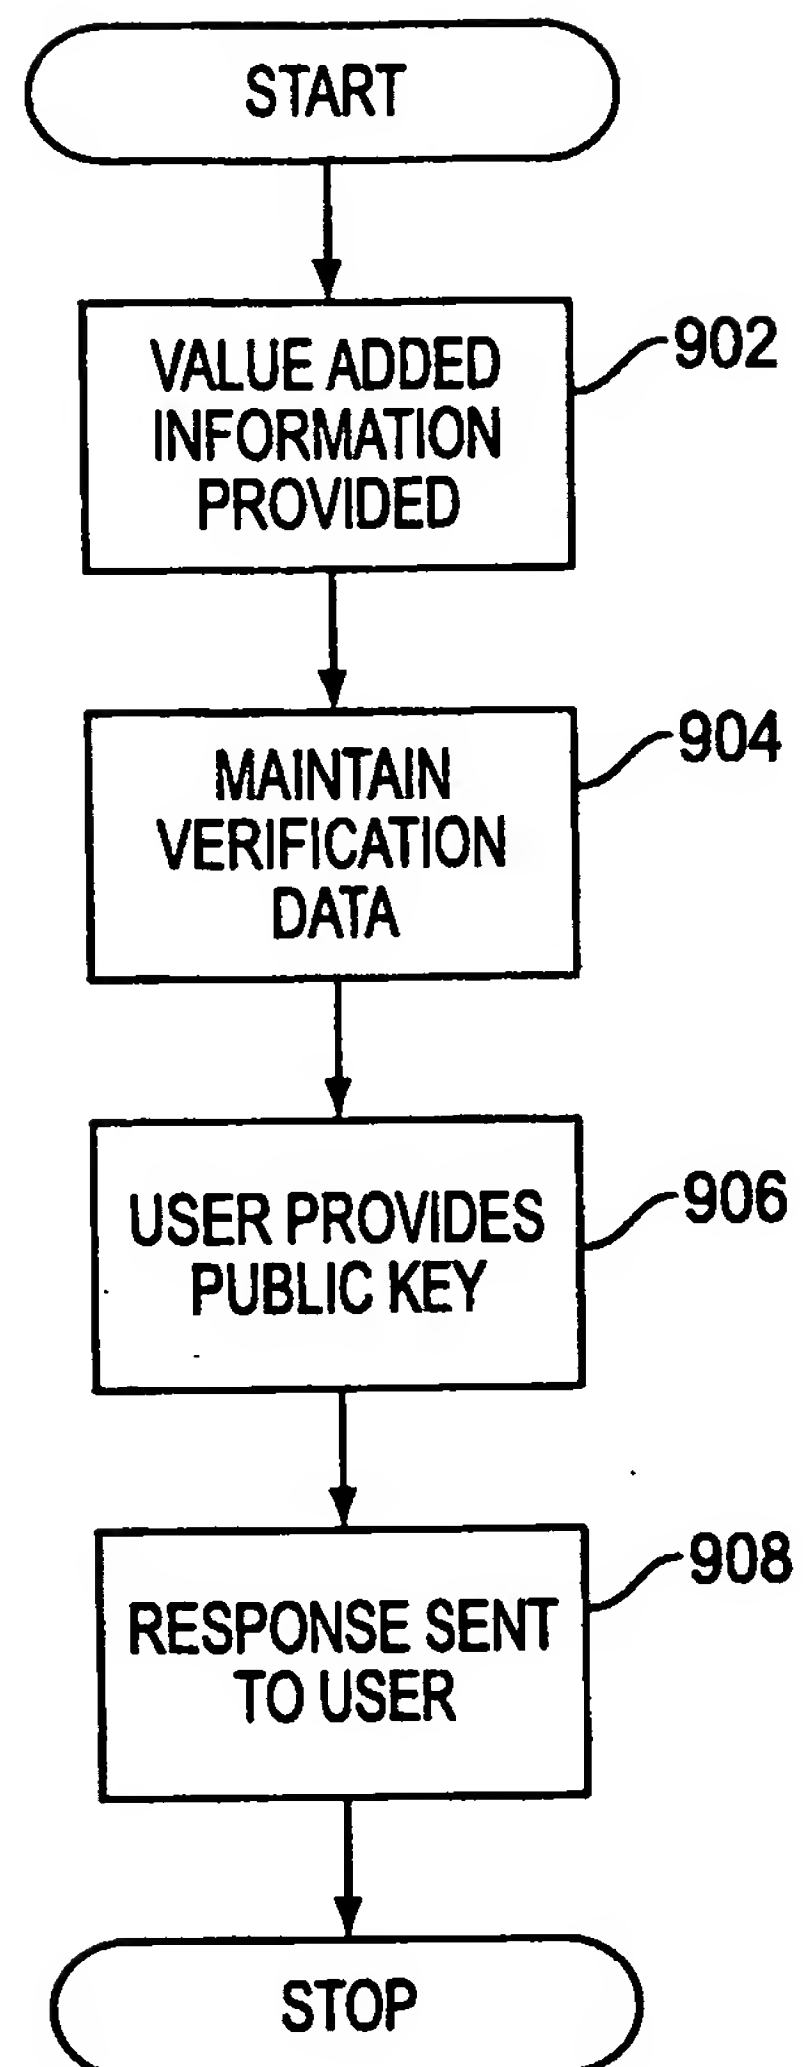 START
VALUE ADDED
INFORMATION
PROVIDED
902
MAINTAIN
VERIFICATION
DATA
904
USER PROVIDES
PUBLIC KEY
906
RESPONSE SENT
TO USER
908
STOP